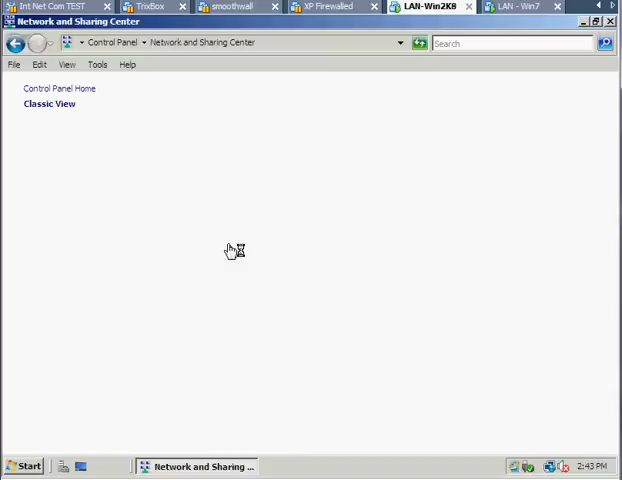 Int Net Com TEST TrixBox smoothwall XP Firewalled LAN-Win2K8 LAN - Win7
Network and Sharing Center
Control Panel Network and Sharing Center Search
File Edit View Tools Help
Control Panel Home
Classic View
Start Network and Sharing ... 2:43 PM